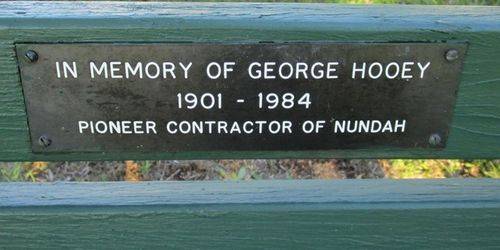 IN MEMORY OF GEORGE HOOEY
1901 - 1984
PIONEER CONTRACTOR OF NUNDAH